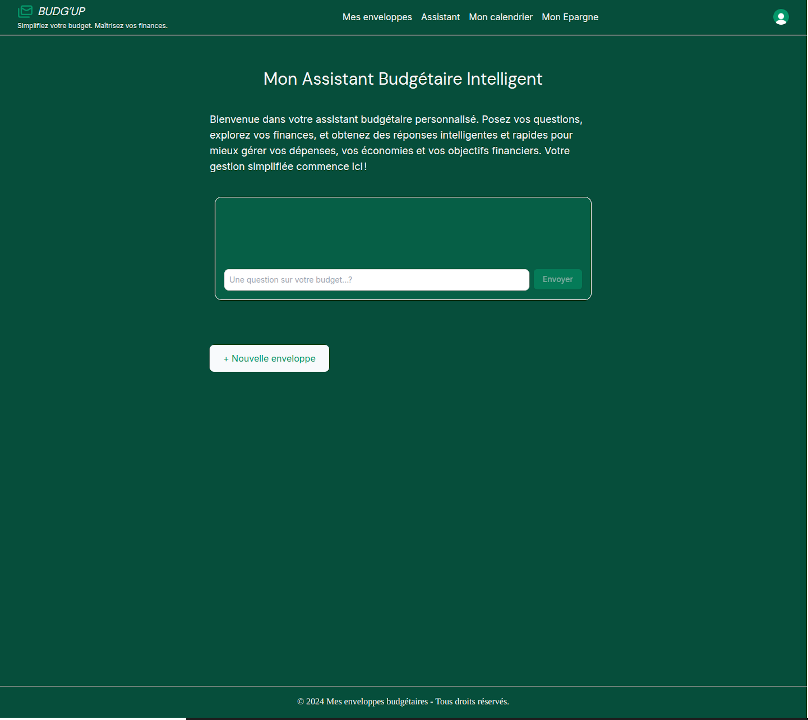 BUDG'UP
Simplifiez votre budget. Maîtrisez vos finances.
Mes enveloppes Assistant Mon calendrier Mon Epargne
Mon Assistant Budgétaire Intelligent
Bienvenue dans votre assistant budgétaire personnalisé. Posez vos questions,
explorez vos finances, et obtenez des réponses intelligentes et rapides pour
mieux gérer vos dépenses, vos économies et vos objectifs financiers. Votre
gestion simplifiée commence ici !
Une question sur votre budget...?
Envoyer
+ Nouvelle enveloppe
© 2024 Mes enveloppes budgétaires - Tous droits réservés.